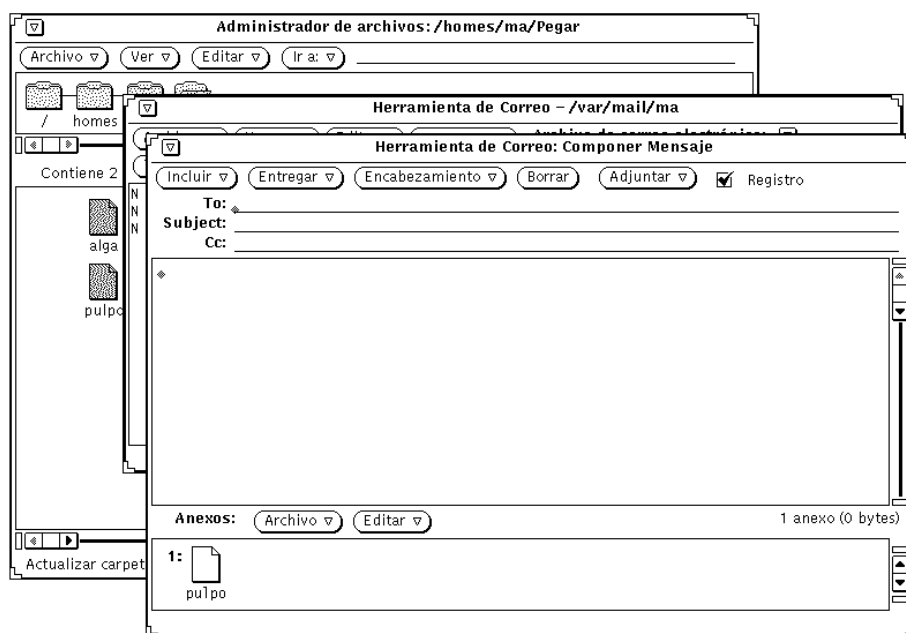 Administrador de archivos: /homes/ma/Pegar
Archivo Ver Editar Ir a:
/ homes
Herramienta de Correo – /var/mail/ma
Herramienta de Correo: Componer Mensaje
Contiene 2
Incluir Entregar Encabezamiento Borrar Adjuntar Registro
N
N
N
To:
Subject:
Cc:
alga
pulpo
Anexos: Archivo Editar 1 anexo (0 bytes)
1:
pulpo
Actualizar carpet